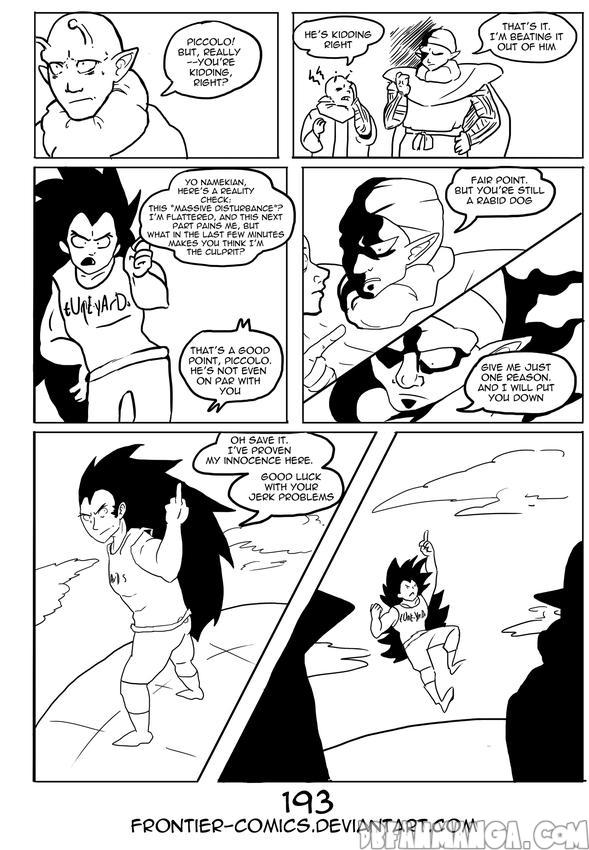 PICCOLO!
BUT, REALLY
--YOU'RE
KIDDING,
RIGHT?
HE'S KIDDING
RIGHT
THAT'S IT.
I'M BEATING IT
OUT OF HIM
YO NAMEKIAN,
HERE'S A REALITY
CHECK:
THIS "MASSIVE DISTURBANCE"?
I'M FLATTERED, AND THIS NEXT
PART PAINS ME, BUT
WHAT IN THE LAST FEW MINUTES
MAKES YOU THINK I'M
THE CULPRIT?
tUnE-yArDs
THAT'S A GOOD
POINT, PICCOLO.
HE'S NOT EVEN
ON PAR WITH
YOU
FAIR POINT.
BUT YOU'RE STILL
A RABID DOG
GIVE ME JUST
ONE REASON.
AND I WILL PUT
YOU DOWN
OH SAVE IT.
I'VE PROVEN
MY INNOCENCE HERE.
GOOD LUCK
WITH YOUR
JERK PROBLEMS
193
FRONTIER-COMICS.DEVIANTART.COM
DBFANMANGA.COM